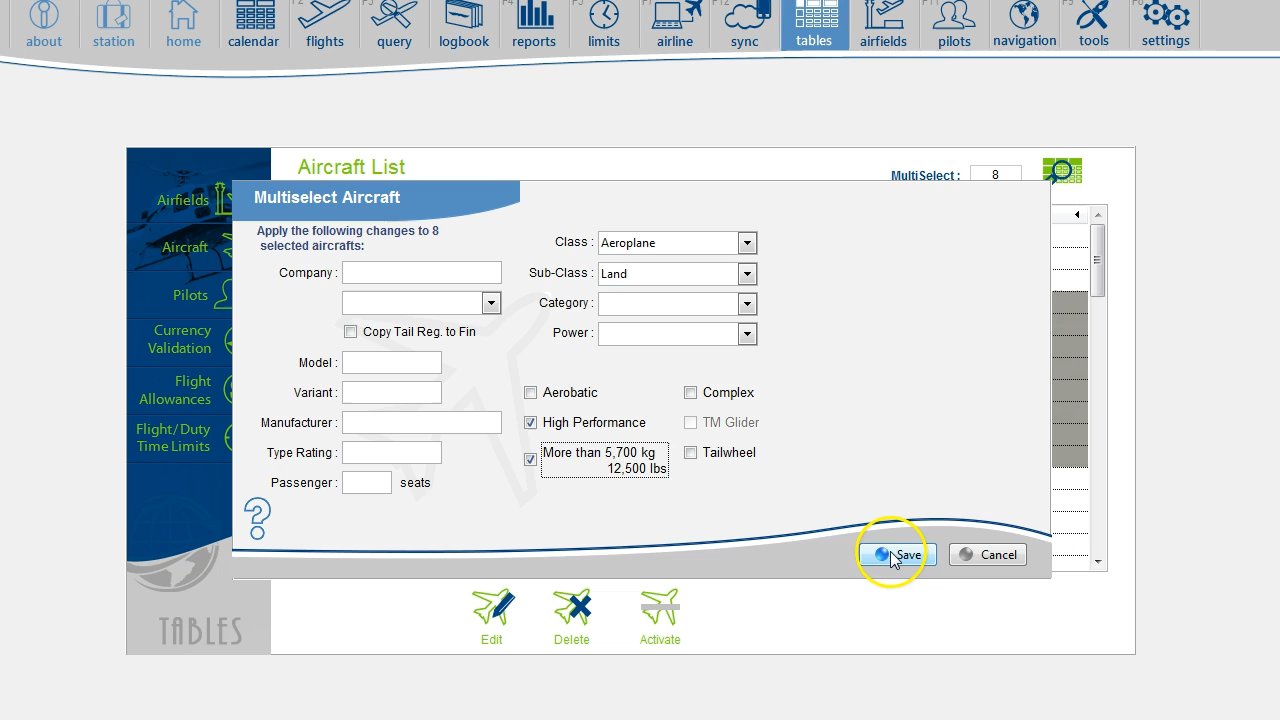 about station home calendar flights query logbook reports limits airline sync tables airfields pilots navigation tools settings
Aircraft List
MultiSelect : 8
Airfields
Aircraft
Pilots
Currency
Validation
Flight
Allowances
Flight/Duty
Time Limits
TABLES
Multiselect Aircraft
Apply the following changes to 8
selected aircrafts:
Company :
Copy Tail Reg. to Fin
Model :
Variant :
Manufacturer :
Type Rating :
Passenger : seats
Class : Aeroplane
Sub-Class : Land
Category :
Power :
Aerobatic
Complex
High Performance
TM Glider
More than 5,700 kg
12,500 lbs
Tailwheel
Save
Cancel
Edit
Delete
Activate